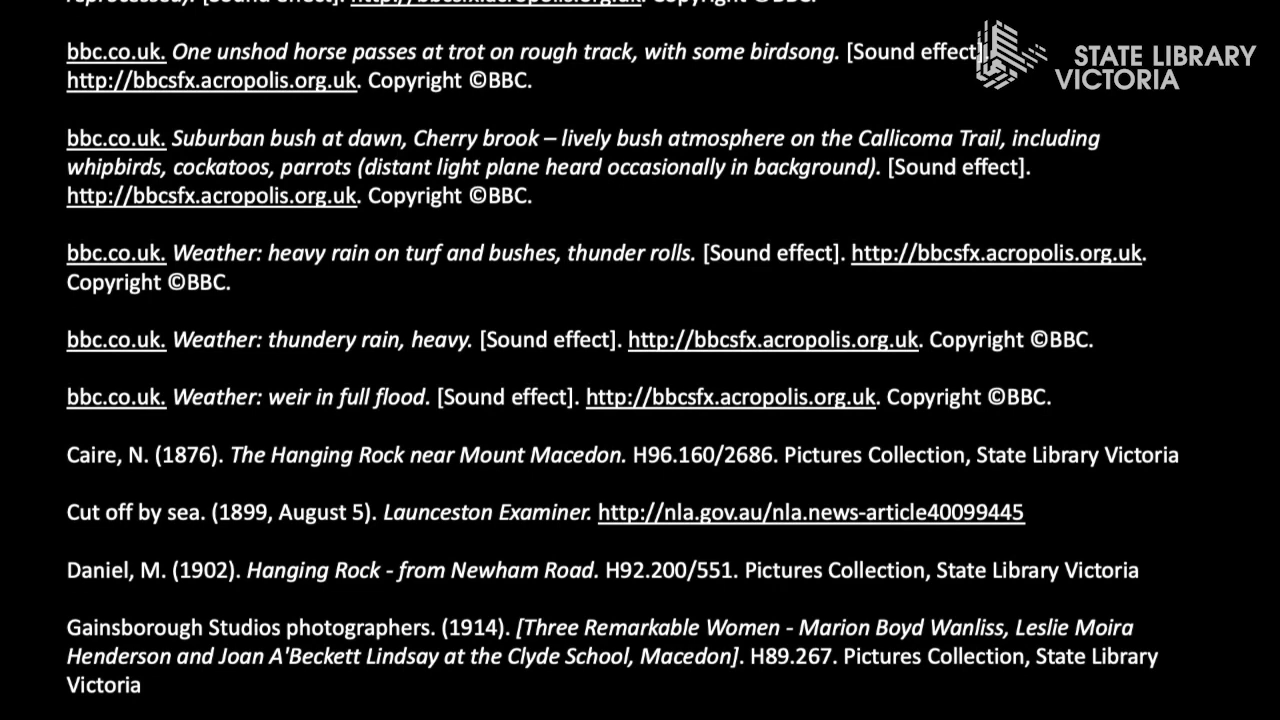 reprocessed). [Sound effect]. http://bbcsfx.acropolis.org.uk. Copyright ©BBC.
STATE LIBRARY
VICTORIA
bbc.co.uk. One unshod horse passes at trot on rough track, with some birdsong. [Sound effect].
http://bbcsfx.acropolis.org.uk. Copyright ©BBC.
bbc.co.uk. Suburban bush at dawn, Cherry brook – lively bush atmosphere on the Callicoma Trail, including
whipbirds, cockatoos, parrots (distant light plane heard occasionally in background). [Sound effect].
http://bbcsfx.acropolis.org.uk. Copyright ©BBC.
bbc.co.uk. Weather: heavy rain on turf and bushes, thunder rolls. [Sound effect]. http://bbcsfx.acropolis.org.uk.
Copyright ©BBC.
bbc.co.uk. Weather: thundery rain, heavy. [Sound effect]. http://bbcsfx.acropolis.org.uk. Copyright ©BBC.
bbc.co.uk. Weather: weir in full flood. [Sound effect]. http://bbcsfx.acropolis.org.uk. Copyright ©BBC.
Caire, N. (1876). The Hanging Rock near Mount Macedon. H96.160/2686. Pictures Collection, State Library Victoria
Cut off by sea. (1899, August 5). Launceston Examiner. http://nla.gov.au/nla.news-article40099445
Daniel, M. (1902). Hanging Rock - from Newham Road. H92.200/551. Pictures Collection, State Library Victoria
Gainsborough Studios photographers. (1914). [Three Remarkable Women - Marion Boyd Wanliss, Leslie Moira
Henderson and Joan A'Beckett Lindsay at the Clyde School, Macedon]. H89.267. Pictures Collection, State Library
Victoria